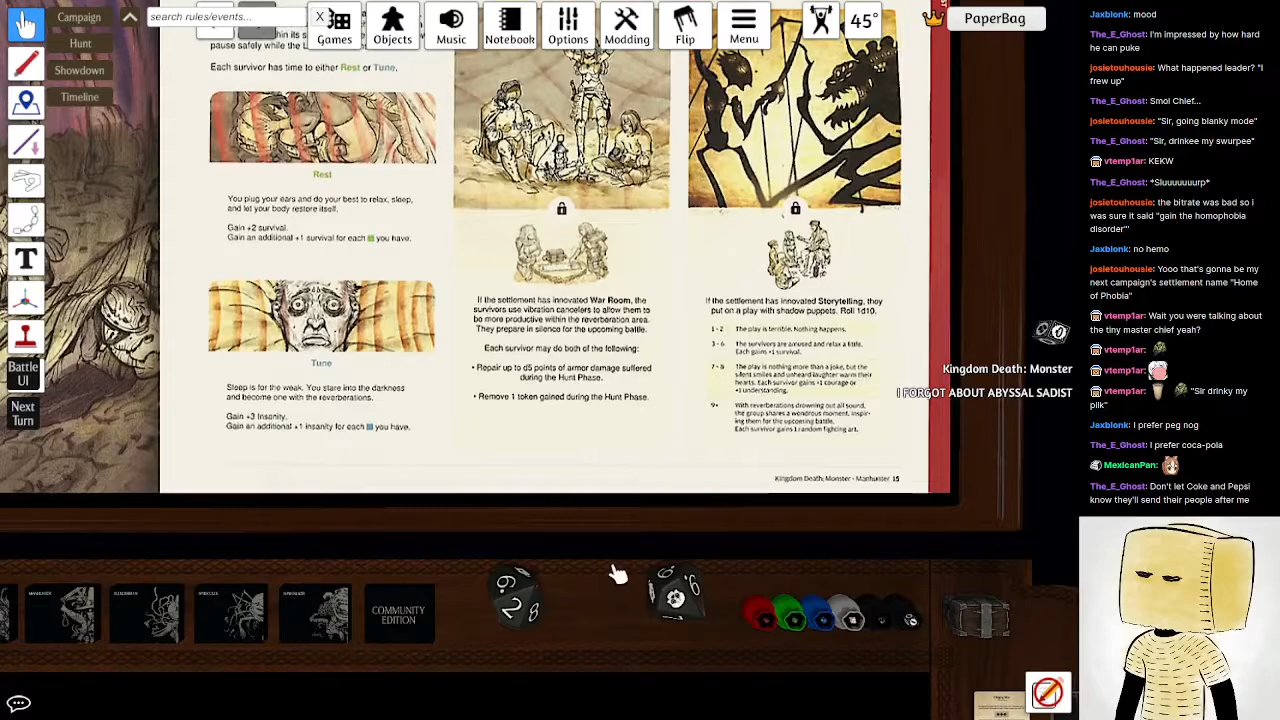 Campaign
search rules/events...
X
Hunt
Showdown
Timeline
Games
Objects
Music
Notebook
Options
Modding
Flip
Menu
45°
PaperBag
T
Battle
UI
Next
Turn
pause safely while the
Each survivor has time to either Rest or Tune.
Rest
You plug your ears and do your best to relax, sleep,
and let your body restore itself.
Gain +2 survival.
Gain an additional +1 survival for each you have.
Tune
Sleep is for the weak. You stare into the darkness
and become one with the reverberations.
Gain +3 Insanity.
Gain an additional +1 insanity for each you have.
If the settlement has innovated War Room, the
survivors use vibration cancelers to allow them to
be more productive within the reverberation area.
They prepare in silence for the upcoming battle.
Each survivor may do both of the following:
• Repair up to d5 points of armor damage suffered
during the Hunt Phase.
• Remove 1 token gained during the Hunt Phase.
If the settlement has innovated Storytelling, they
put on a play with shadow puppets. Roll 1d10.
1 - 2 The play is terrible. Nothing happens.
3 - 6 The survivors are amused and relax a little.
Each gains +1 survival.
7 - 8 The play is nothing more than a joke, but the
silent smiles and unheard laughter warm their
hearts. Each survivor gains +1 courage or
+1 understanding.
9+ With reverberations drowning out all sound,
the group shares a wondrous moment, inspir-
ing them for the upcoming battle.
Each survivor gains 1 random fighting art.
Kingdom Death: Monster - Manhunter 15
Kingdom Death: Monster
I FORGOT ABOUT ABYSSAL SADIST
COMMUNITY
EDITION
Jaxblonk: mood
The_E_Ghost: I'm impressed by how hard
he can puke
josietouhousie: What happened leader? "I
frew up"
The_E_Ghost: Smol Chief...
josietouhousie: "Sir, going blanky mode"
The_E_Ghost: "Sir, drinkee my swurpee"
vtemp1ar: KEKW
The_E_Ghost: *Sluuuuuuurp*
josietouhousie: the bitrate was bad so i
was sure it said "gain the homophobia
disorder"'
Jaxblonk: no hemo
josietouhousie: Yooo that's gonna be my
next campaign's settlement name "Home
of Phobia"
vtemp1ar: Wait you were talking about
the tiny master chief yeah?
vtemp1ar:
vtemp1ar:
vtemp1ar: "Sir drinky my
plik"
Jaxblonk: I prefer peg nog
The_E_Ghost: I prefer coca-pola
MexicanPan:
The_E_Ghost: Don't let Coke and Pepsi
know they'll send their people after me